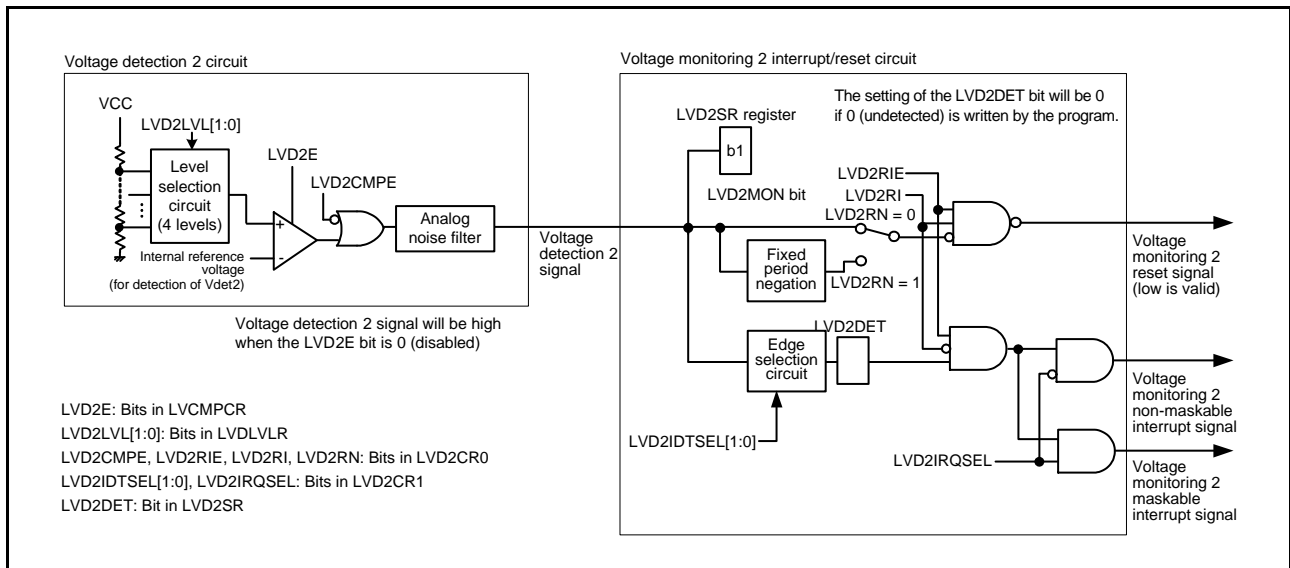 Voltage detection 2 circuit
VCC
LVD2LVL[1:0]
Level
selection
circuit
(4 levels)
Internal reference
voltage
(for detection of Vdet2)
+
-
LVD2E
LVD2CMPE
Analog
noise filter
Voltage
detection 2
signal
Voltage detection 2 signal will be high
when the LVD2E bit is 0 (disabled)
Voltage monitoring 2 interrupt/reset circuit
The setting of the LVD2DET bit will be 0
if 0 (undetected) is written by the program.
LVD2SR register
b1
LVD2MON bit
LVD2RIE
LVD2RI
LVD2RN = 0
Fixed
period
negation
LVD2RN = 1
Edge
selection
circuit
LVD2DET
LVD2IDTSEL[1:0]
LVD2IRQSEL
Voltage
monitoring 2
reset signal
(low is valid)
Voltage
monitoring 2
non-maskable
interrupt signal
Voltage
monitoring 2
maskable
interrupt signal
LVD2E: Bits in LVCMPCR
LVD2LVL[1:0]: Bits in LVDLVLR
LVD2CMPE, LVD2RIE, LVD2RI, LVD2RN: Bits in LVD2CR0
LVD2IDTSEL[1:0], LVD2IRQSEL: Bits in LVD2CR1
LVD2DET: Bit in LVD2SR